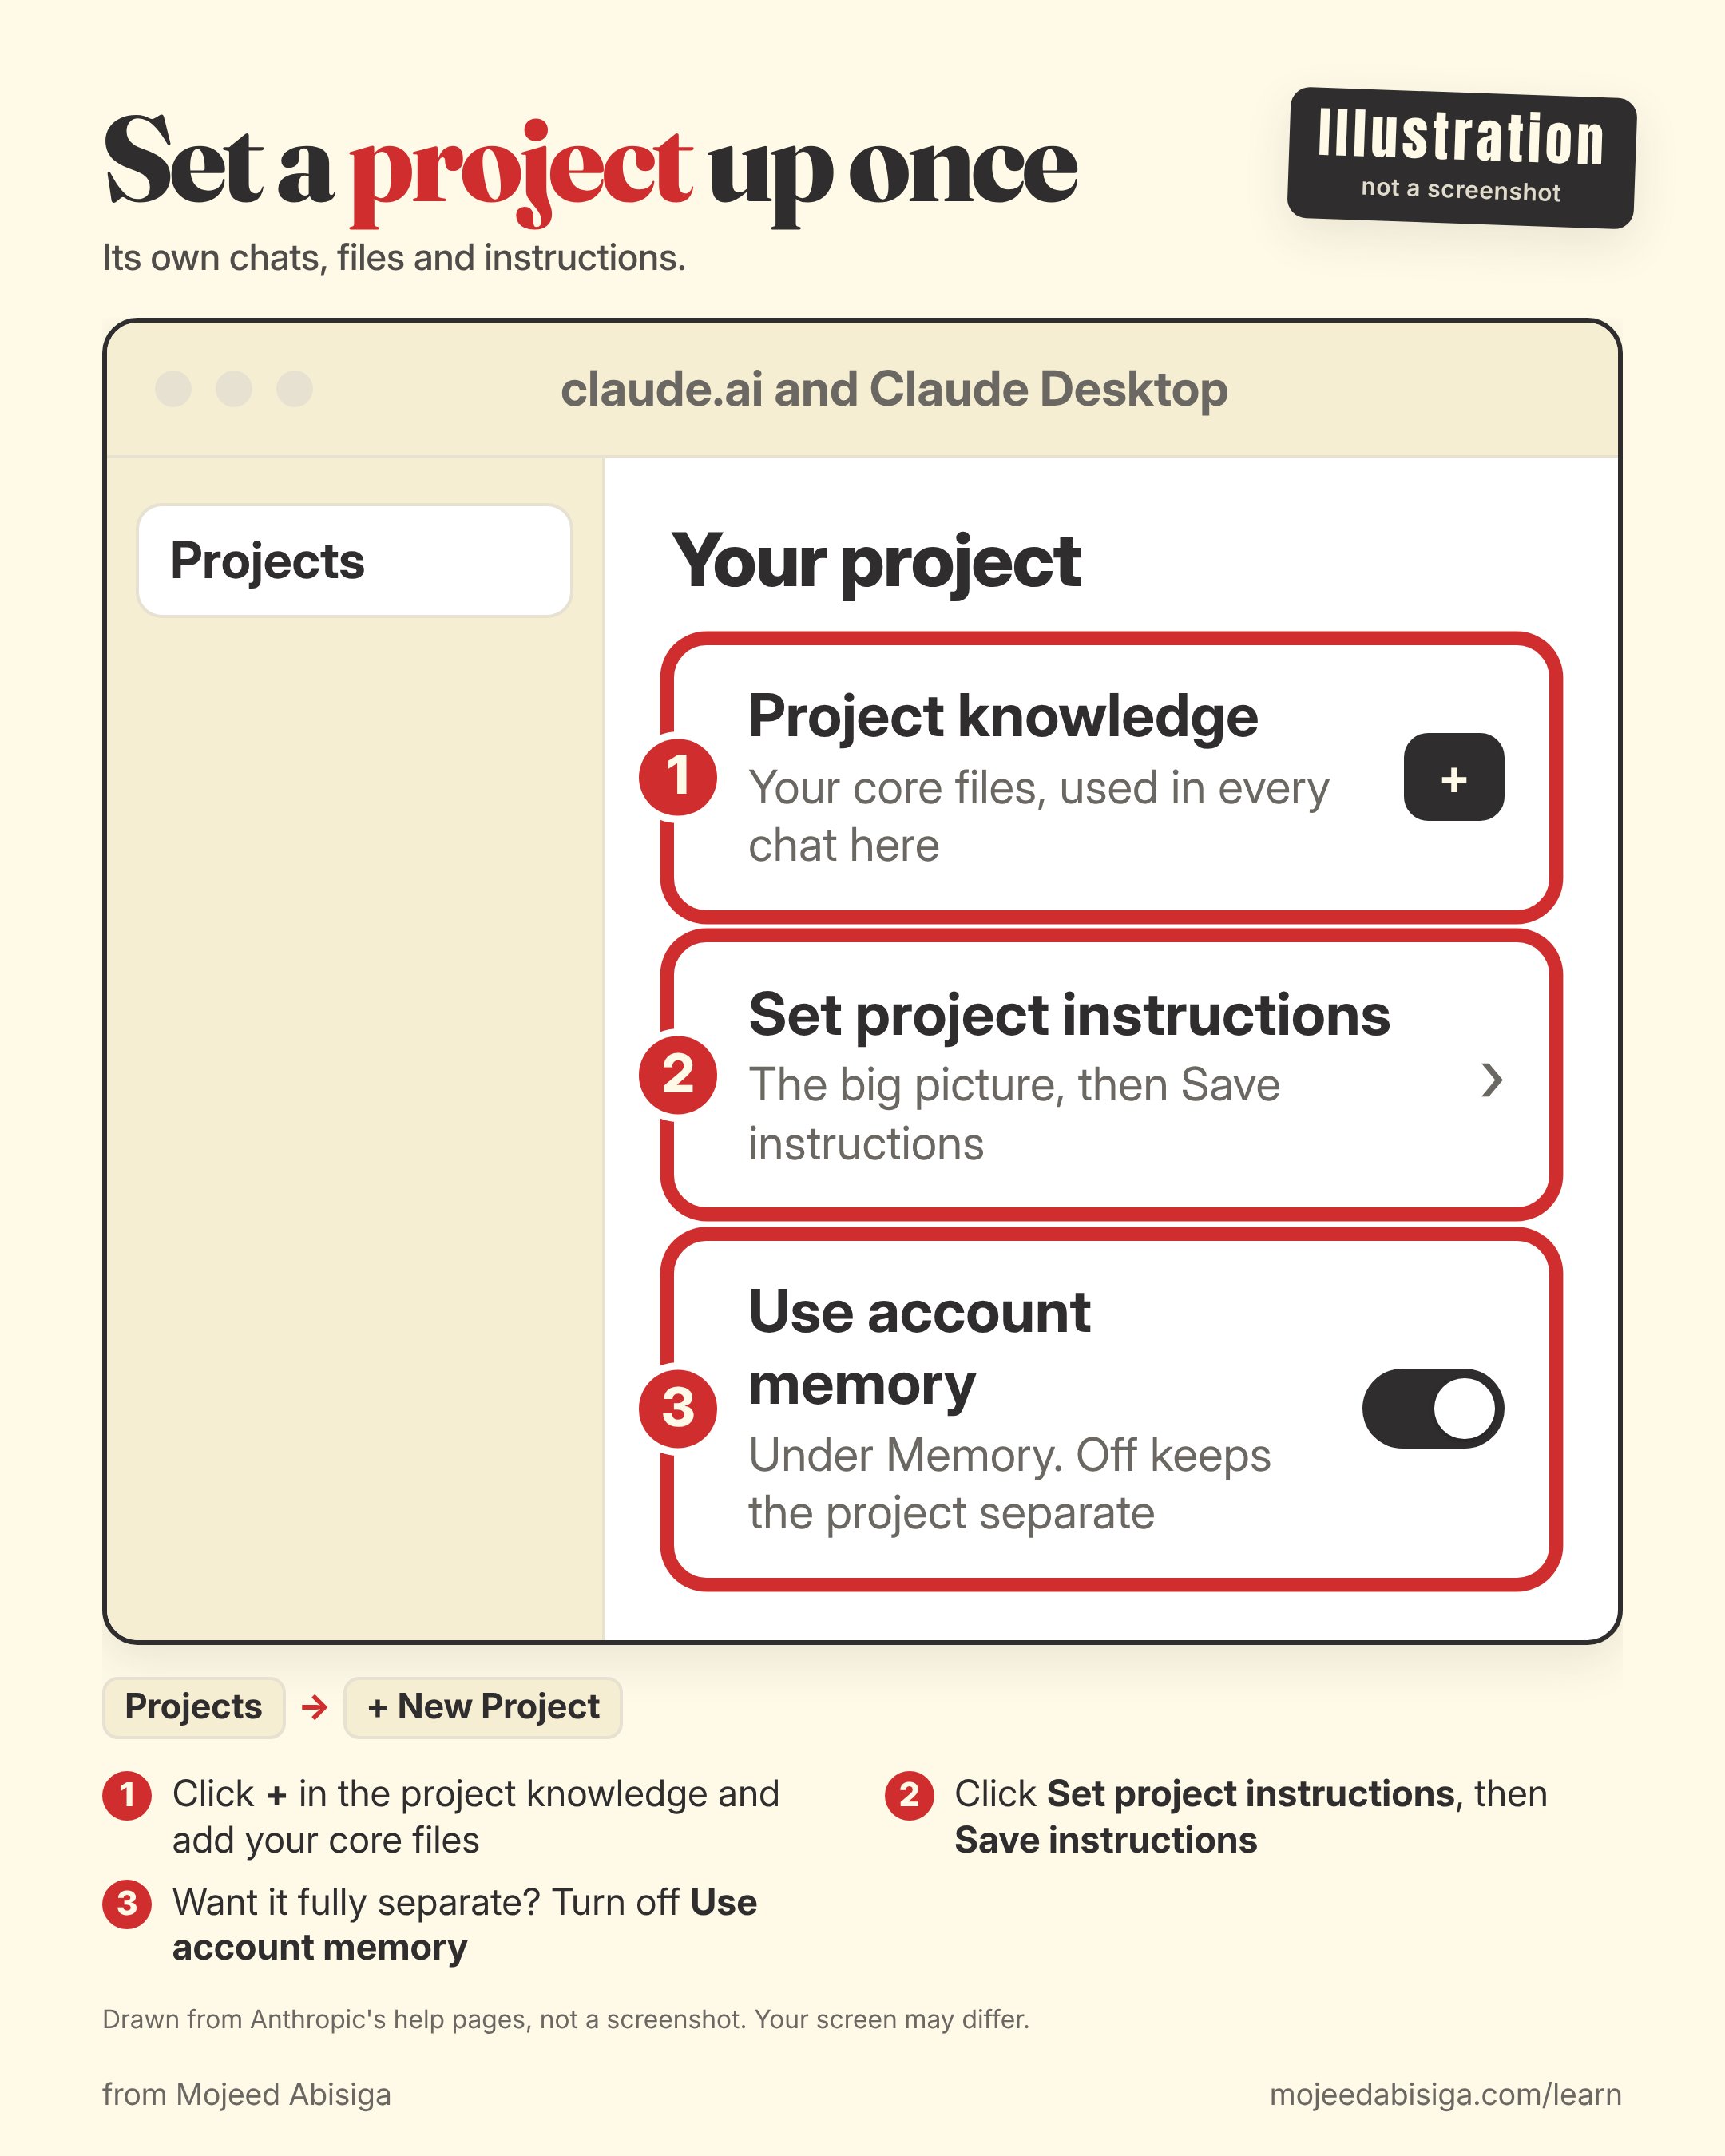 Set a project up once
Illustration
not a screenshot
Its own chats, files and instructions.
claude.ai and Claude Desktop
Projects
Your project
1
Project knowledge
Your core files, used in every
chat here
+
2
Set project instructions
The big picture, then Save
instructions
›
3
Use account
memory
Under Memory. Off keeps
the project separate
Projects → + New Project
1 Click + in the project knowledge and
add your core files
2 Click Set project instructions, then
Save instructions
3 Want it fully separate? Turn off Use
account memory
Drawn from Anthropic's help pages, not a screenshot. Your screen may differ.
from Mojeed Abisiga
mojeedabisiga.com/learn